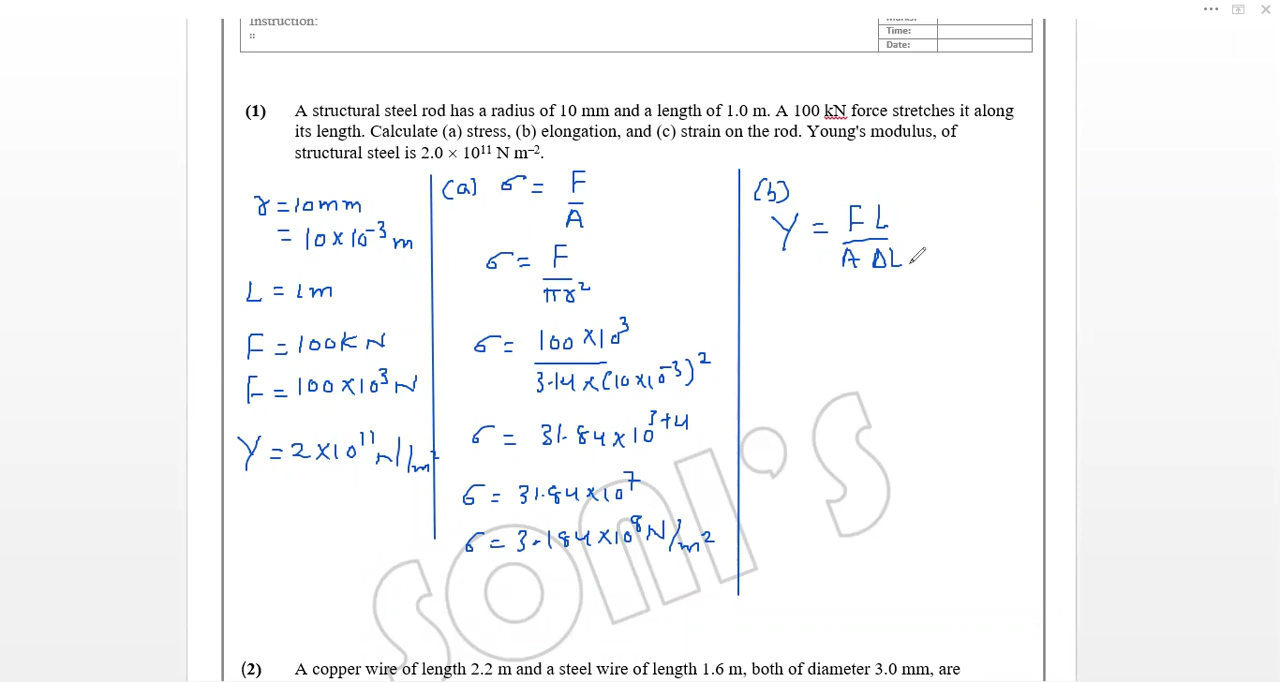 Instruction:
::
Time:
Date:
(1) A structural steel rod has a radius of 10 mm and a length of 1.0 m. A 100 kN force stretches it along
its length. Calculate (a) stress, (b) elongation, and (c) strain on the rod. Young's modulus, of
structural steel is 2.0 × 10¹¹ N m⁻².
r = 10mm
= 10 × 10⁻³ m
L = 1m
F = 100kN
F = 100 × 10³ N
Y = 2 × 10¹¹ N/m²
(a) σ = F/A
σ = F/πr²
σ = 100 × 10³ / 3.14 × (10 × 10⁻³)²
σ = 31.84 × 10³⁺⁴
σ = 31.84 × 10⁷
σ = 3.184 × 10⁸ N/m²
(b)
Y = FL / A ΔL
SONI'S
(2) A copper wire of length 2.2 m and a steel wire of length 1.6 m, both of diameter 3.0 mm, are